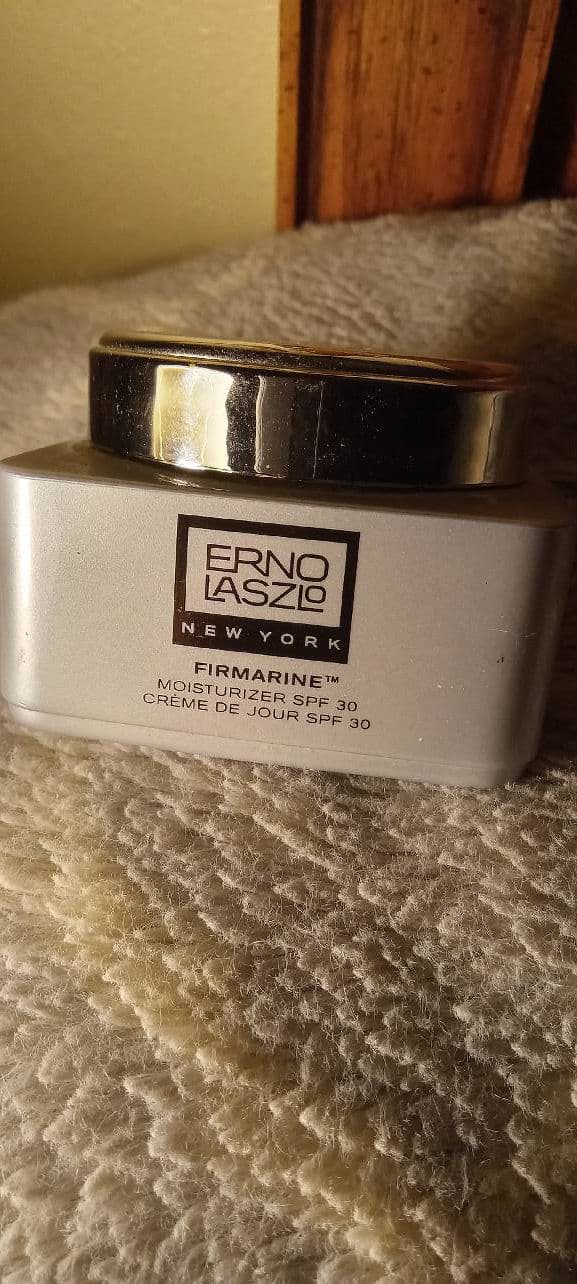 ERNO
LASZLO
NEW YORK
FIRMARINE™
MOISTURIZER SPF 30
CRÈME DE JOUR SPF 30